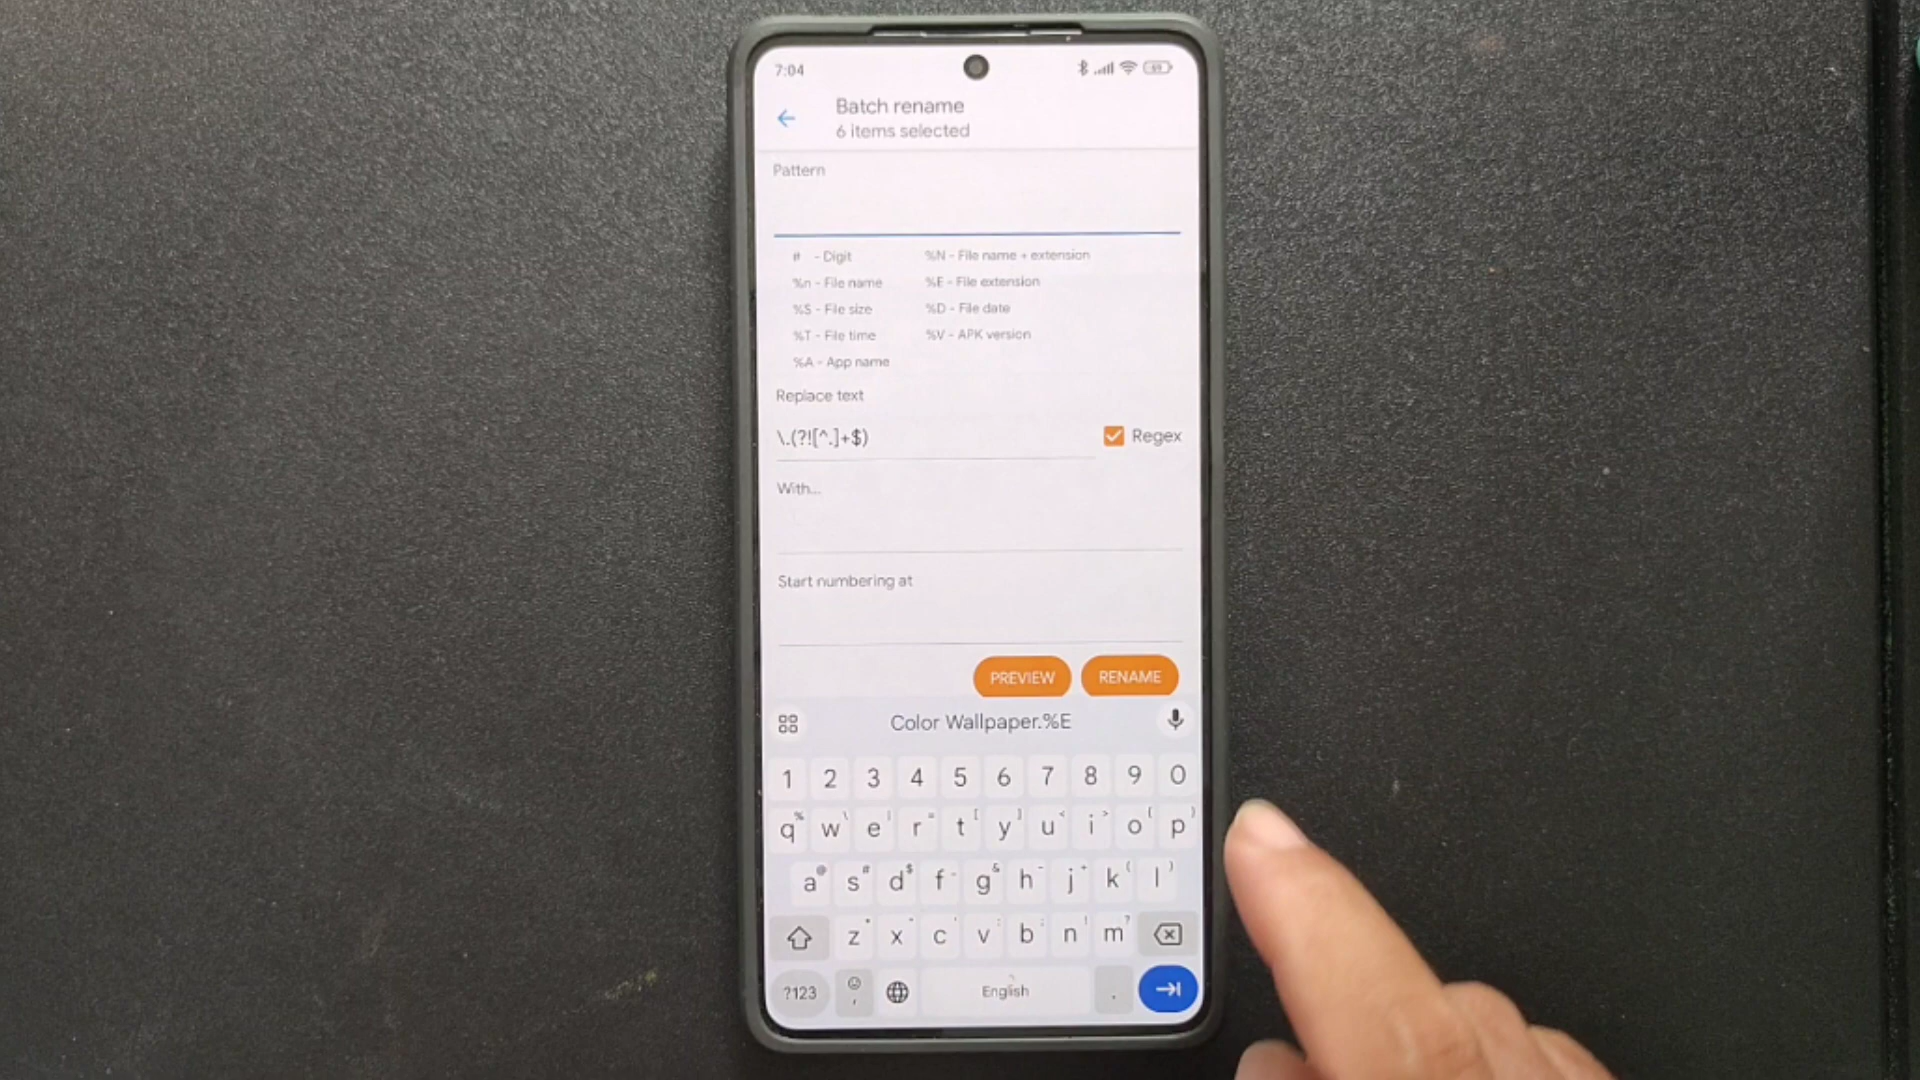 7:04
69
Batch rename
6 items selected
Pattern
# - Digit %N - File name + extension
%n - File name %E - File extension
%S - File size %D - File date
%T - File time %V - APK version
%A - App name
Replace text
\.(?![^.]+$) Regex
With...
Start numbering at
PREVIEW RENAME
Color Wallpaper.%E
1 2 3 4 5 6 7 8 9 0
q w e r t y u i o p
a s d f g h j k l
z x c v b n m
?123 , English .